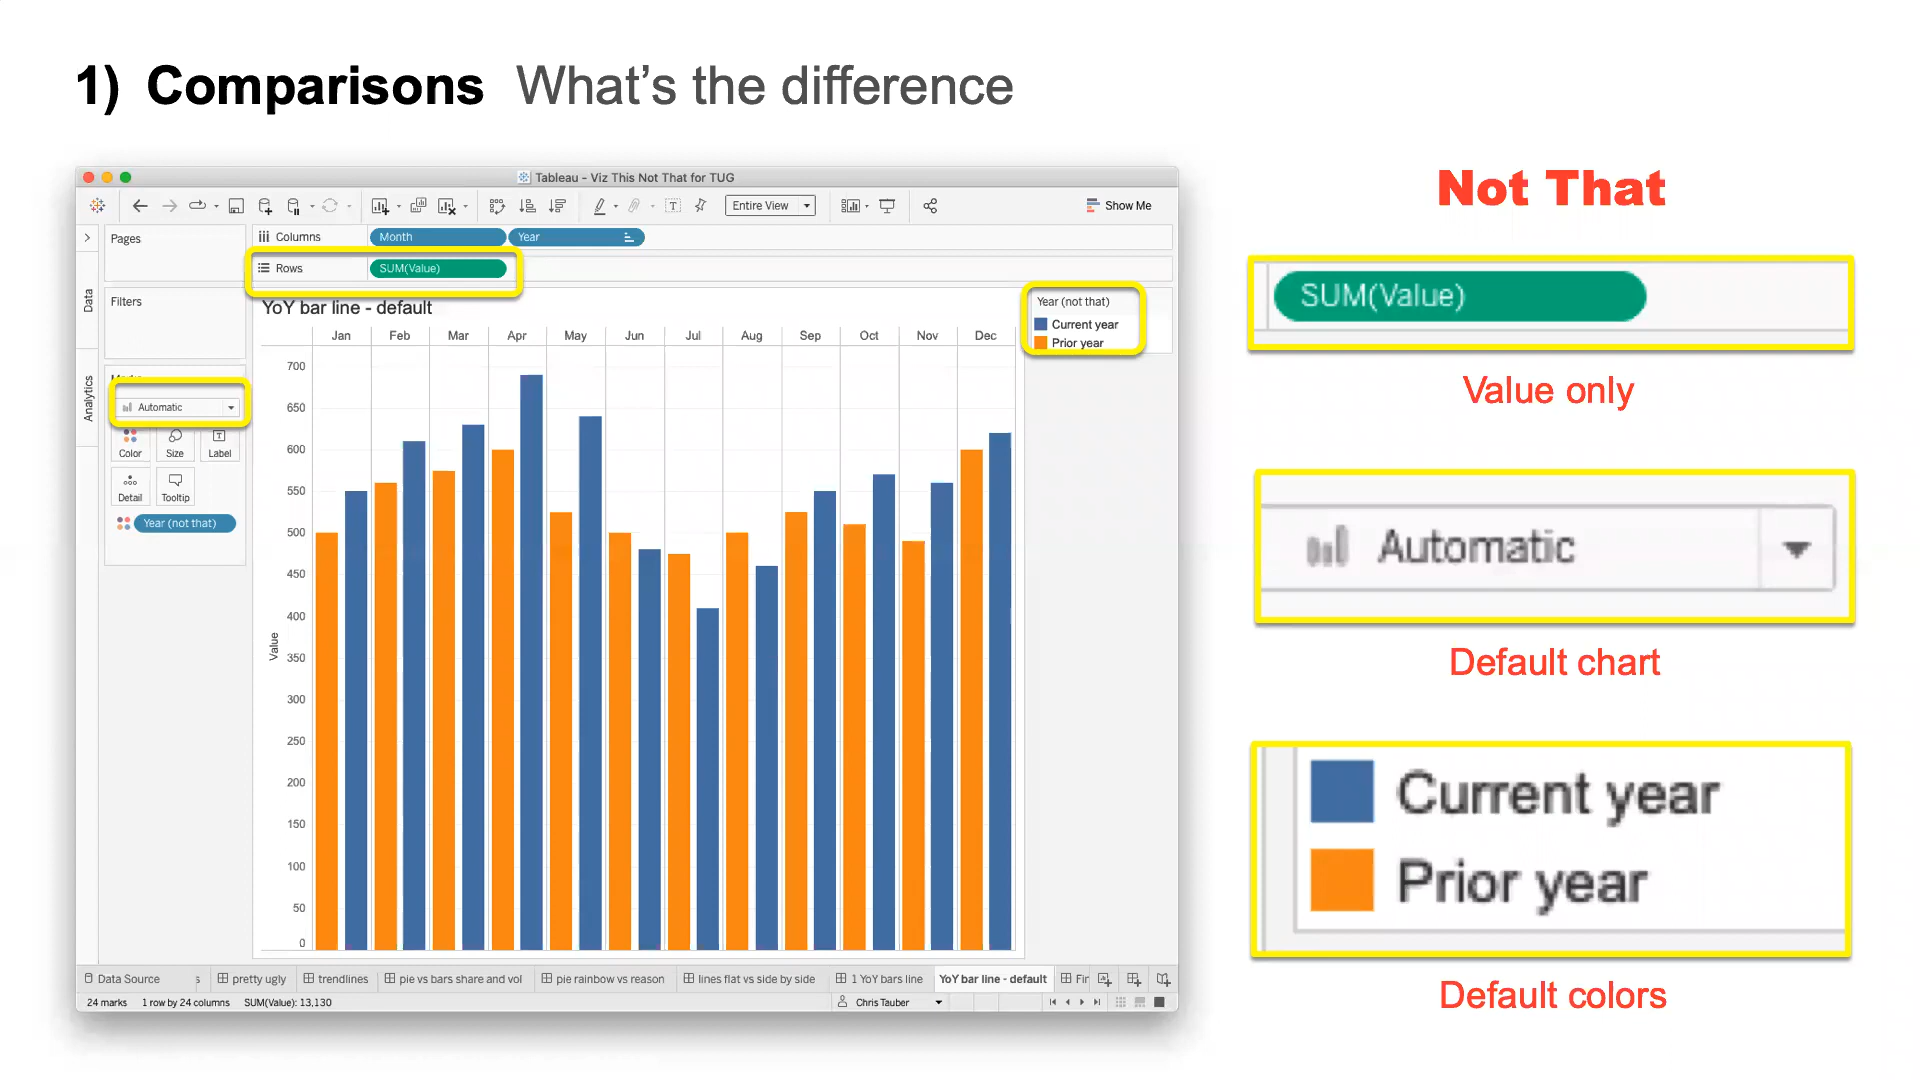 1) Comparisons What's the difference
Tableau - Viz This Not That for TUG
Entire View
Show Me
Pages
Columns
Month
Year
Rows
SUM(Value)
Data
Analytics
Filters
Automatic
Color
Size
Label
Detail
Tooltip
Year (not that)
YoY bar line - default
Jan Feb Mar Apr May Jun Jul Aug Sep Oct Nov Dec
Value
700
650
600
550
500
450
400
350
300
250
200
150
100
50
0
Year (not that)
Current year
Prior year
Data Source
s
pretty ugly
trendlines
pie vs bars share and vol
pie rainbow vs reason
lines flat vs side by side
1 YoY bars line
YoY bar line - default
Fir
24 marks 1 row by 24 columns SUM(Value): 13,130
Chris Tauber
Not That
SUM(Value)
Value only
Automatic
Default chart
Current year
Prior year
Default colors